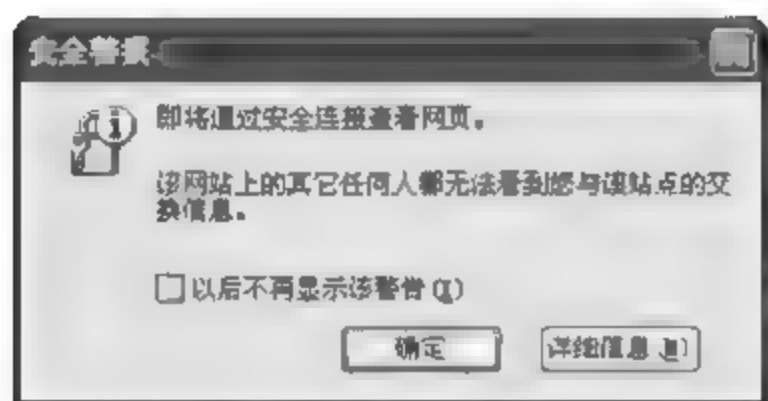 安全警报
即将通过安全连接查看网页。
该网站上的其它任何人都无法看到您与该站点的交
换信息。
以后不再显示该警告(I)
确定
详细信息(M)